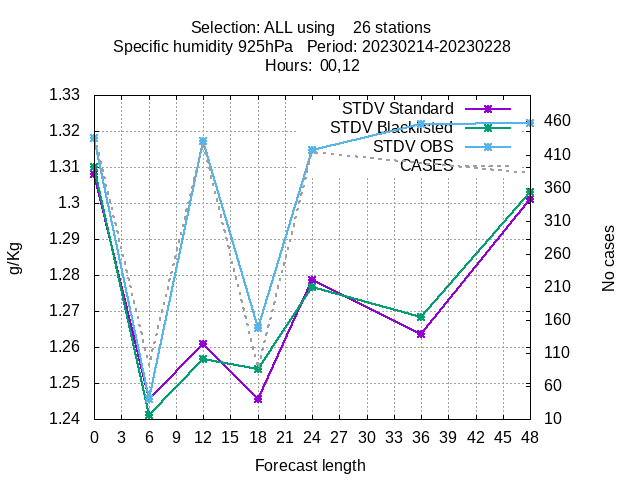 Selection: ALL using    26 stations
Specific humidity 925hPa   Period: 20230214-20230228
Hours:  00,12
STDV Standard
STDV Blacklisted
STDV OBS
CASES
g/Kg
1.33
1.32
1.31
1.3
1.29
1.28
1.27
1.26
1.25
1.24
460
410
360
310
260
210
160
110
60
10
No cases
0 3 6 9 12 15 18 21 24 27 30 33 36 39 42 45 48
Forecast length